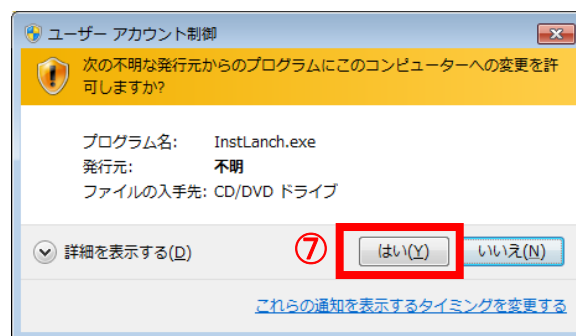 ユーザー アカウント制御
次の不明な発行元からのプログラムにこのコンピューターへの変更を許
可しますか?
プログラム名: InstLanch.exe
発行元: 不明
ファイルの入手先: CD/DVD ドライブ
詳細を表示する(D) ⑦ はい(Y) いいえ(N)
これらの通知を表示するタイミングを変更する